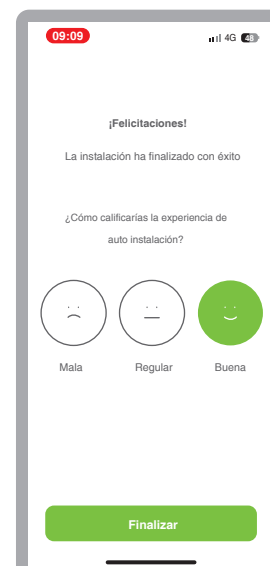 09:09
4G 48
¡Felicitaciones!
La instalación ha finalizado con éxito
¿Cómo calificarías la experiencia de
auto instalación?
Mala Regular Buena
Finalizar